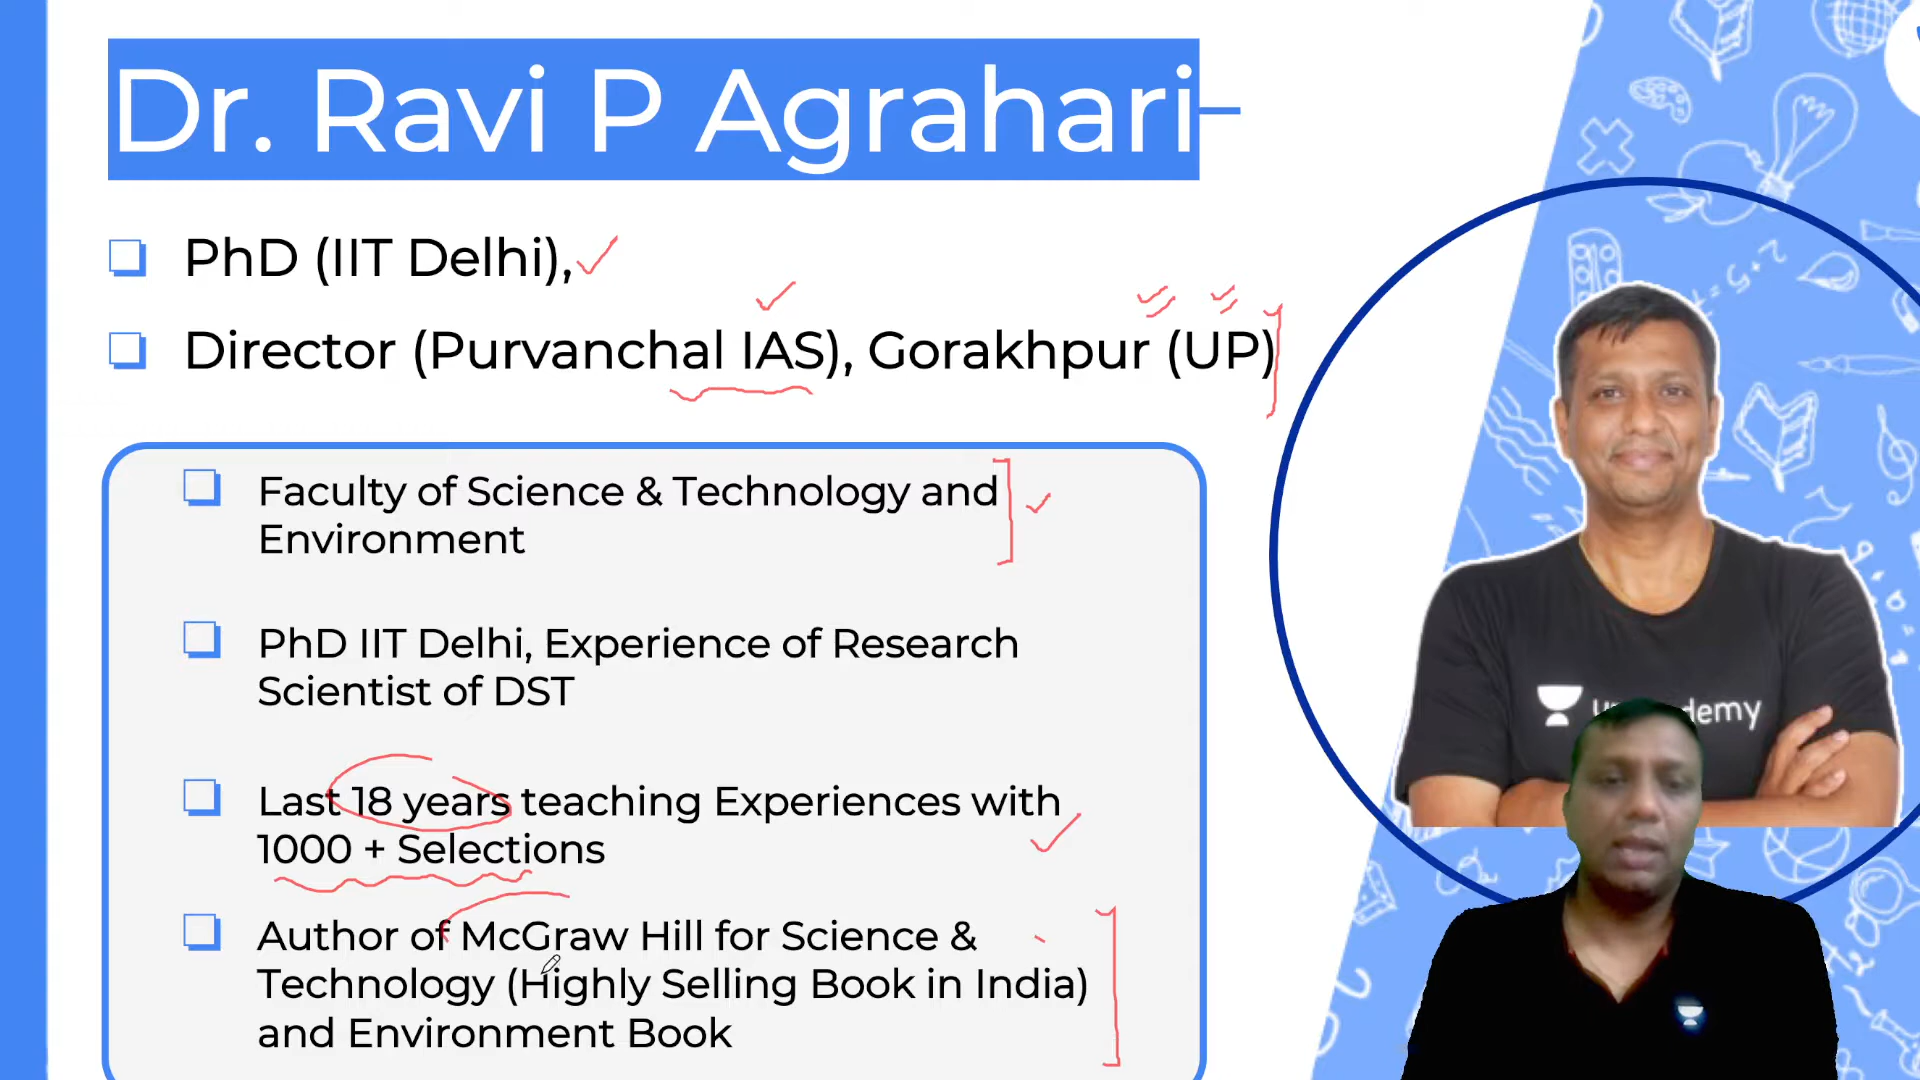 Dr. Ravi P Agrahari–
PhD (IIT Delhi),
Director (Purvanchal IAS), Gorakhpur (UP)
Faculty of Science & Technology and
Environment
PhD IIT Delhi, Experience of Research
Scientist of DST
Last 18 years teaching Experiences with
1000 + Selections
Author of McGraw Hill for Science &
Technology (Highly Selling Book in India)
and Environment Book
demy